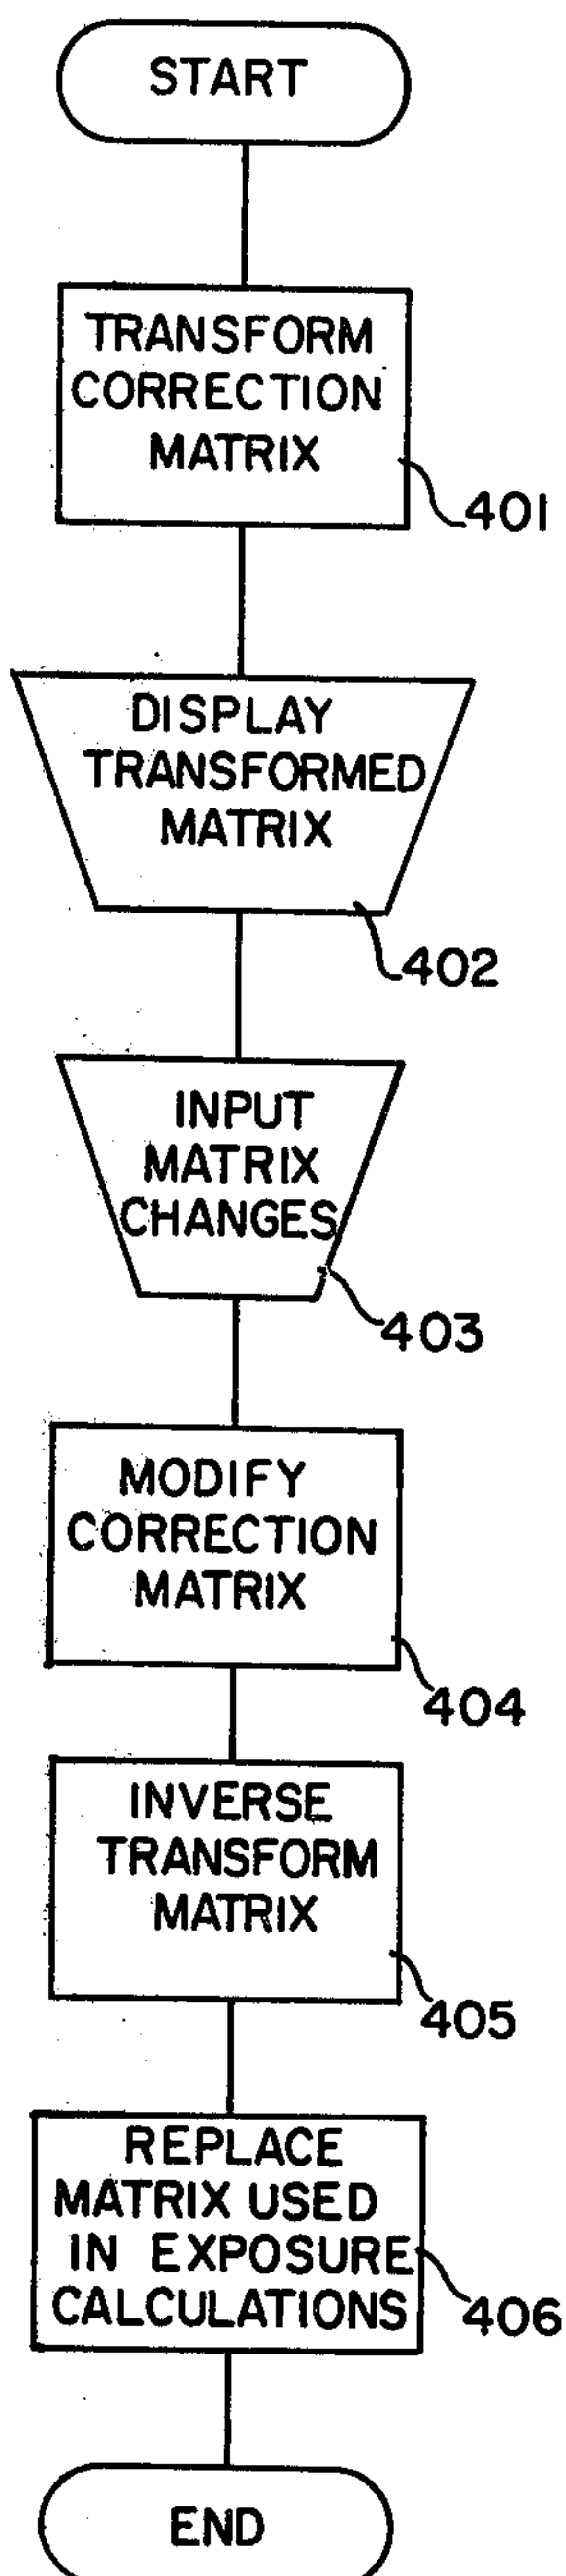 START
TRANSFORM
CORRECTION
MATRIX
401
DISPLAY
TRANSFORMED
MATRIX
402
INPUT
MATRIX
CHANGES
403
MODIFY
CORRECTION
MATRIX
404
INVERSE
TRANSFORM
MATRIX
405
REPLACE
MATRIX USED
IN EXPOSURE
CALCULATIONS
406
END